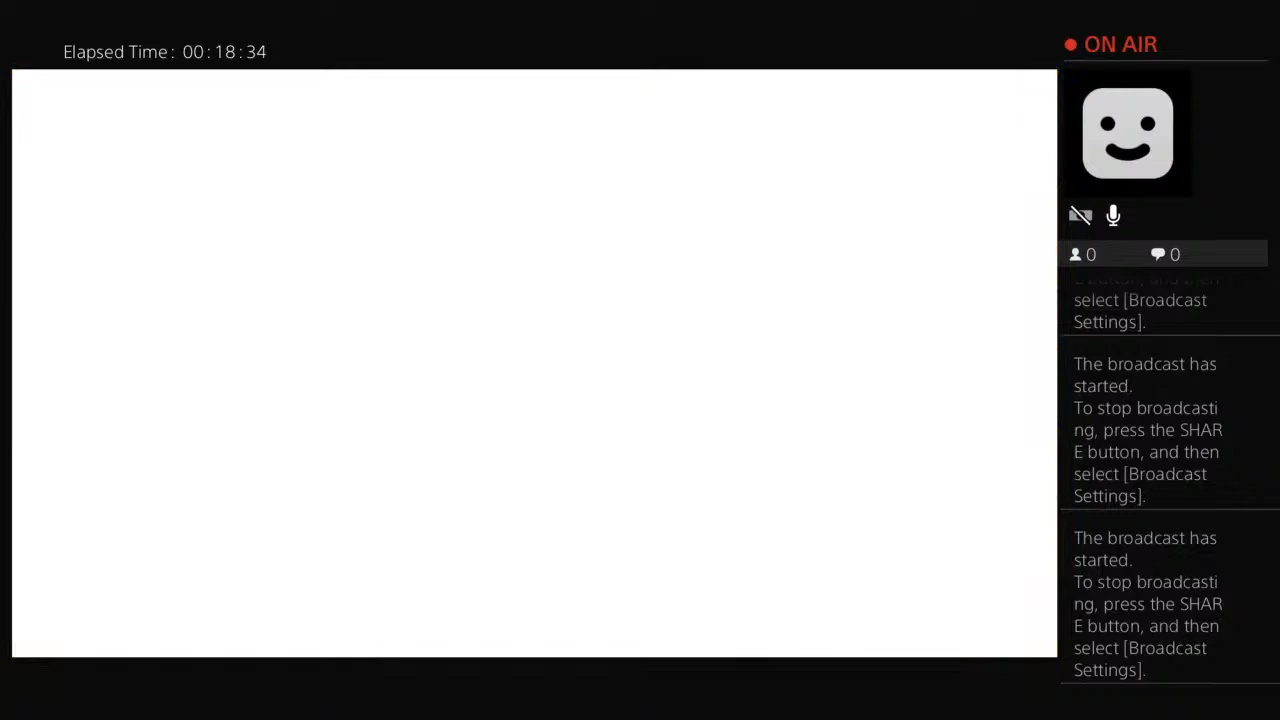 Elapsed Time: 00:18:34
ON AIR
0 0
select [Broadcast
Settings].
The broadcast has
started.
To stop broadcasti
ng, press the SHAR
E button, and then
select [Broadcast
Settings].
The broadcast has
started.
To stop broadcasti
ng, press the SHAR
E button, and then
select [Broadcast
Settings].